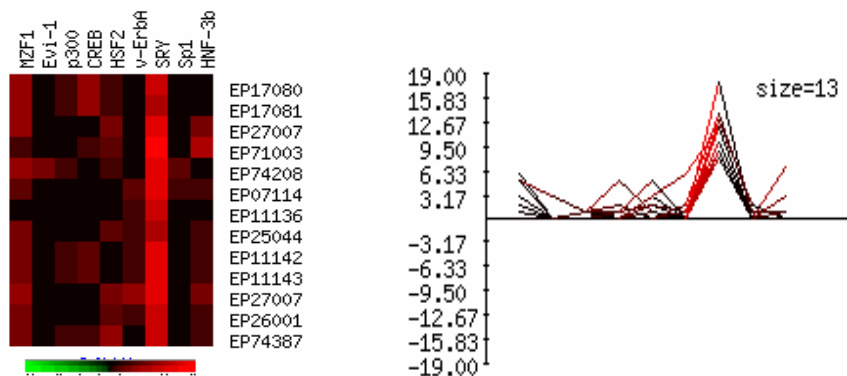 MZF1
Evi-1
p300
CREB
HSF2
v-ErbA
SRY
Sp1
HNF-3b
EP17080
EP17081
EP27007
EP71003
EP74208
EP07114
EP11136
EP25044
EP11142
EP11143
EP27007
EP26001
EP74387
19.00
15.83
12.67
9.50
6.33
3.17
-3.17
-6.33
-9.50
-12.67
-15.83
-19.00
size=13